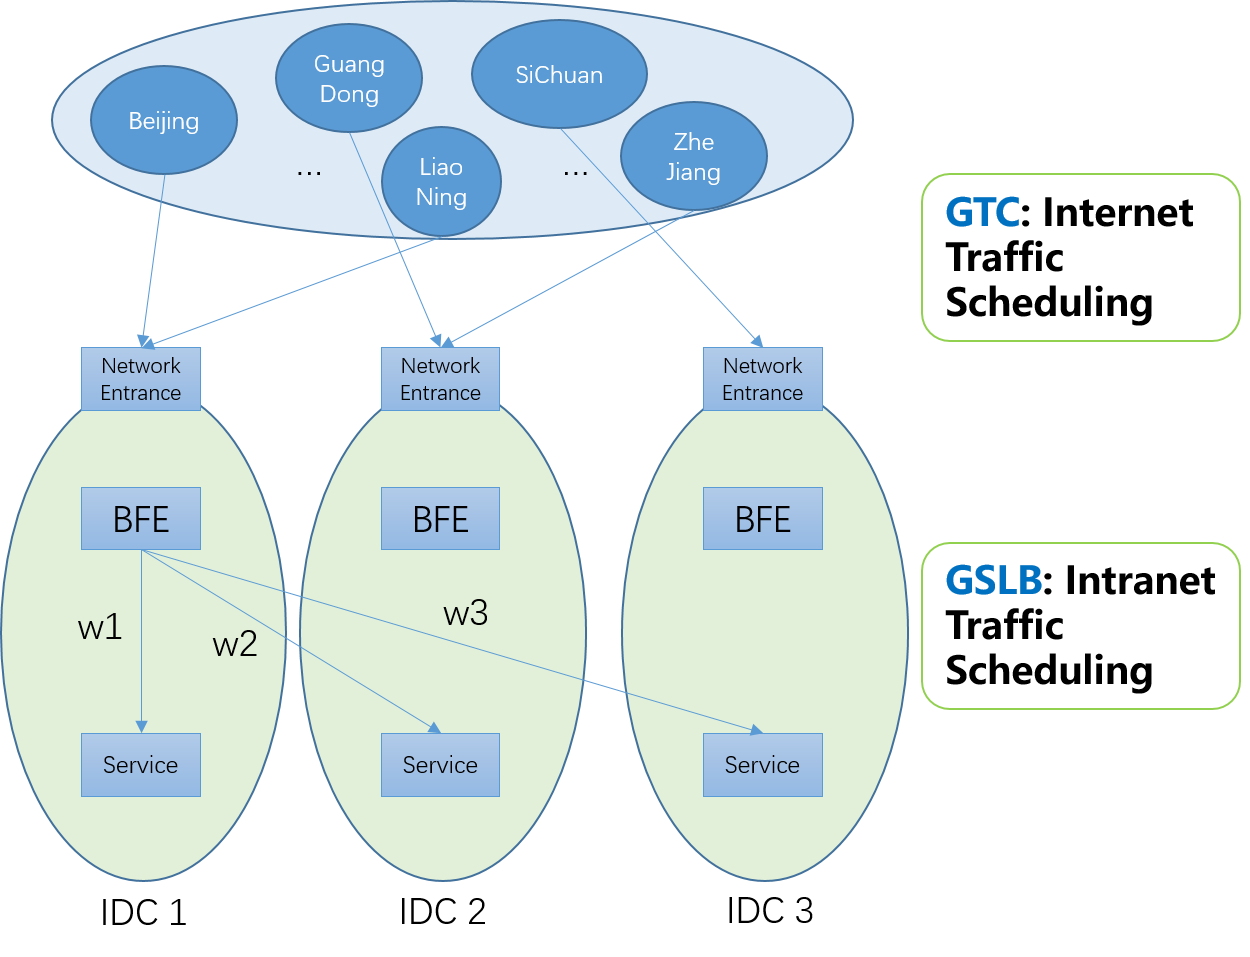 Beijing
Guang
Dong
SiChuan
...
Liao
Ning
...
Zhe
Jiang
GTC: Internet
Traffic
Scheduling
Network
Entrance
Network
Entrance
Network
Entrance
BFE
BFE
BFE
GSLB: Intranet
Traffic
Scheduling
w1
w2
w3
Service
Service
Service
IDC 1
IDC 2
IDC 3